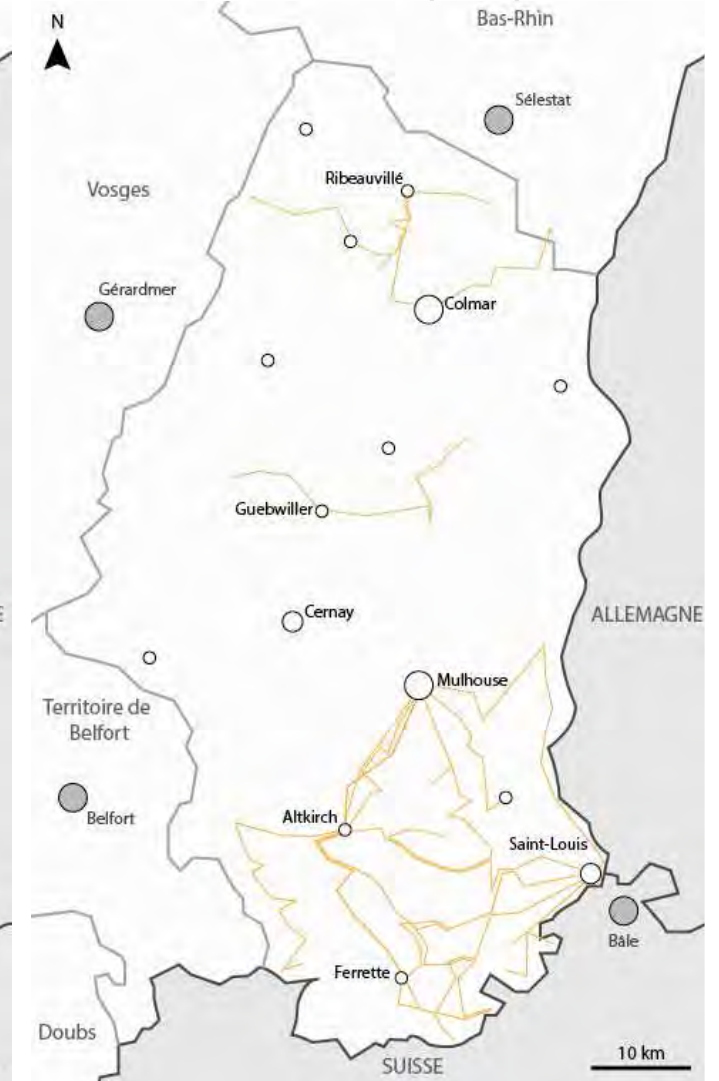 N
Bas-Rhin
Sélestat
Ribeauvillé
Vosges
Gérardmer
Colmar
Guebwiller
Cernay
E
ALLEMAGNE
Mulhouse
Territoire de
Belfort
Altkirch
Belfort
Saint-Louis
Bâle
Ferrette
Doubs
10 km
SUISSE